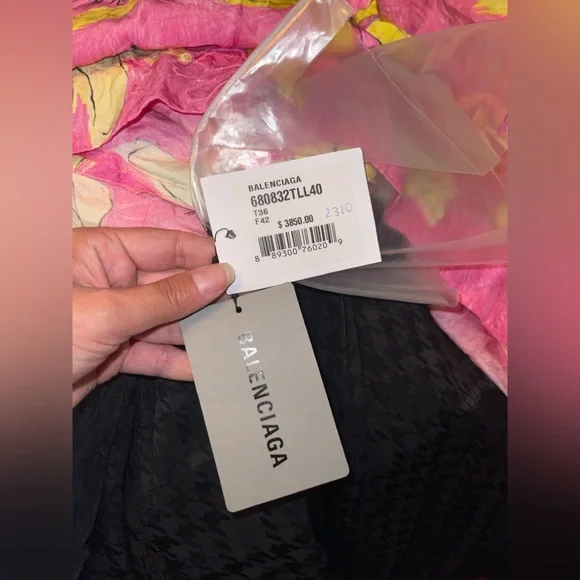 BALENCIAGA
680832TLL40
T36
F42
$ 3850.00
2310
8 89300 76020 9
BALENCIAGA